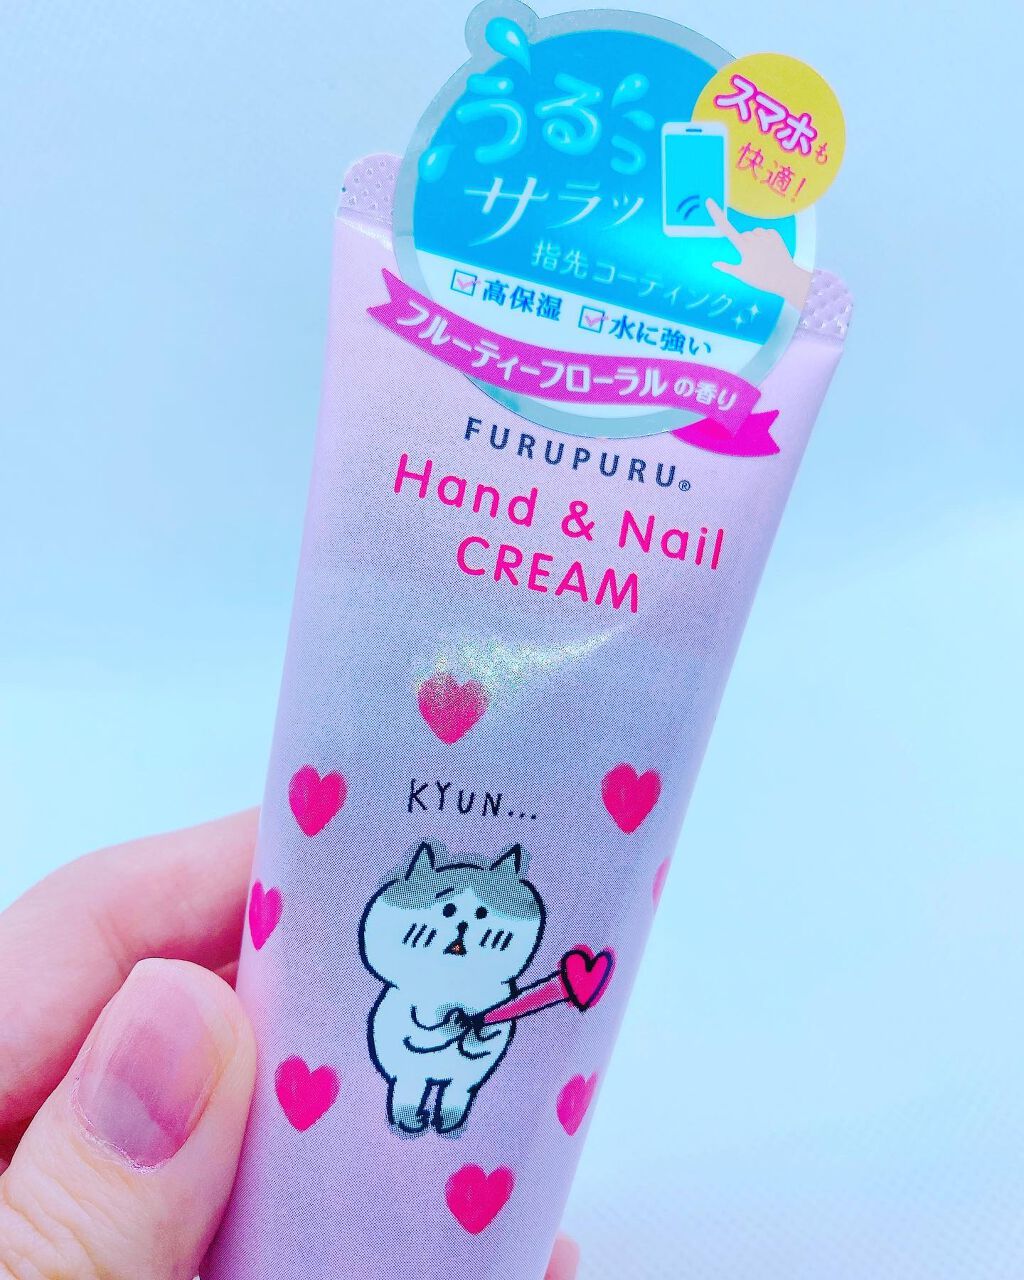 うるっ
サラッ
スマホも
快適!
指先コーティング
高保湿 水に強い
フルーティーフローラルの香り
FURUPURU®
Hand & Nail
CREAM
KYUN...